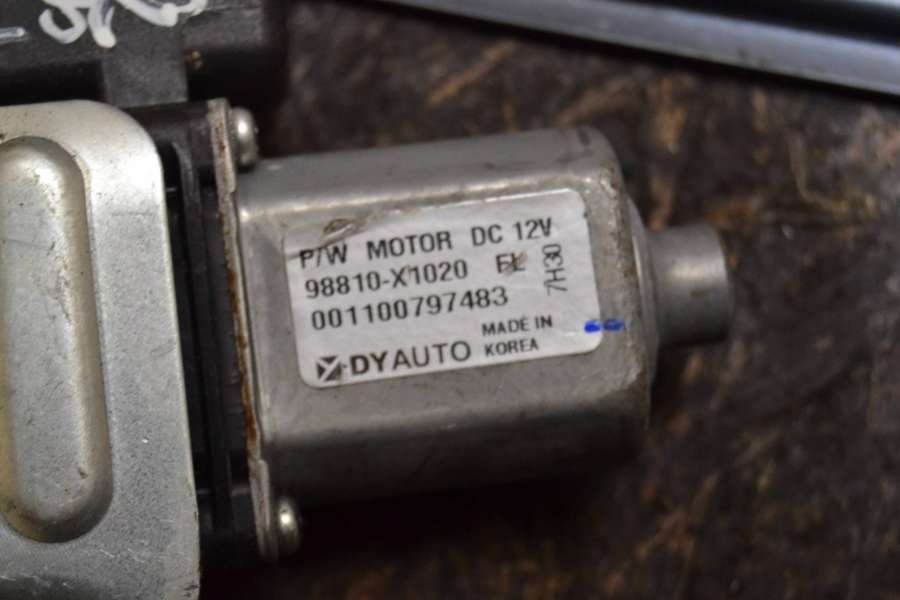 P/W MOTOR DC 12V
98810-X1020 FL
7H30
001100797483
DYAUTO
MADE IN
KOREA